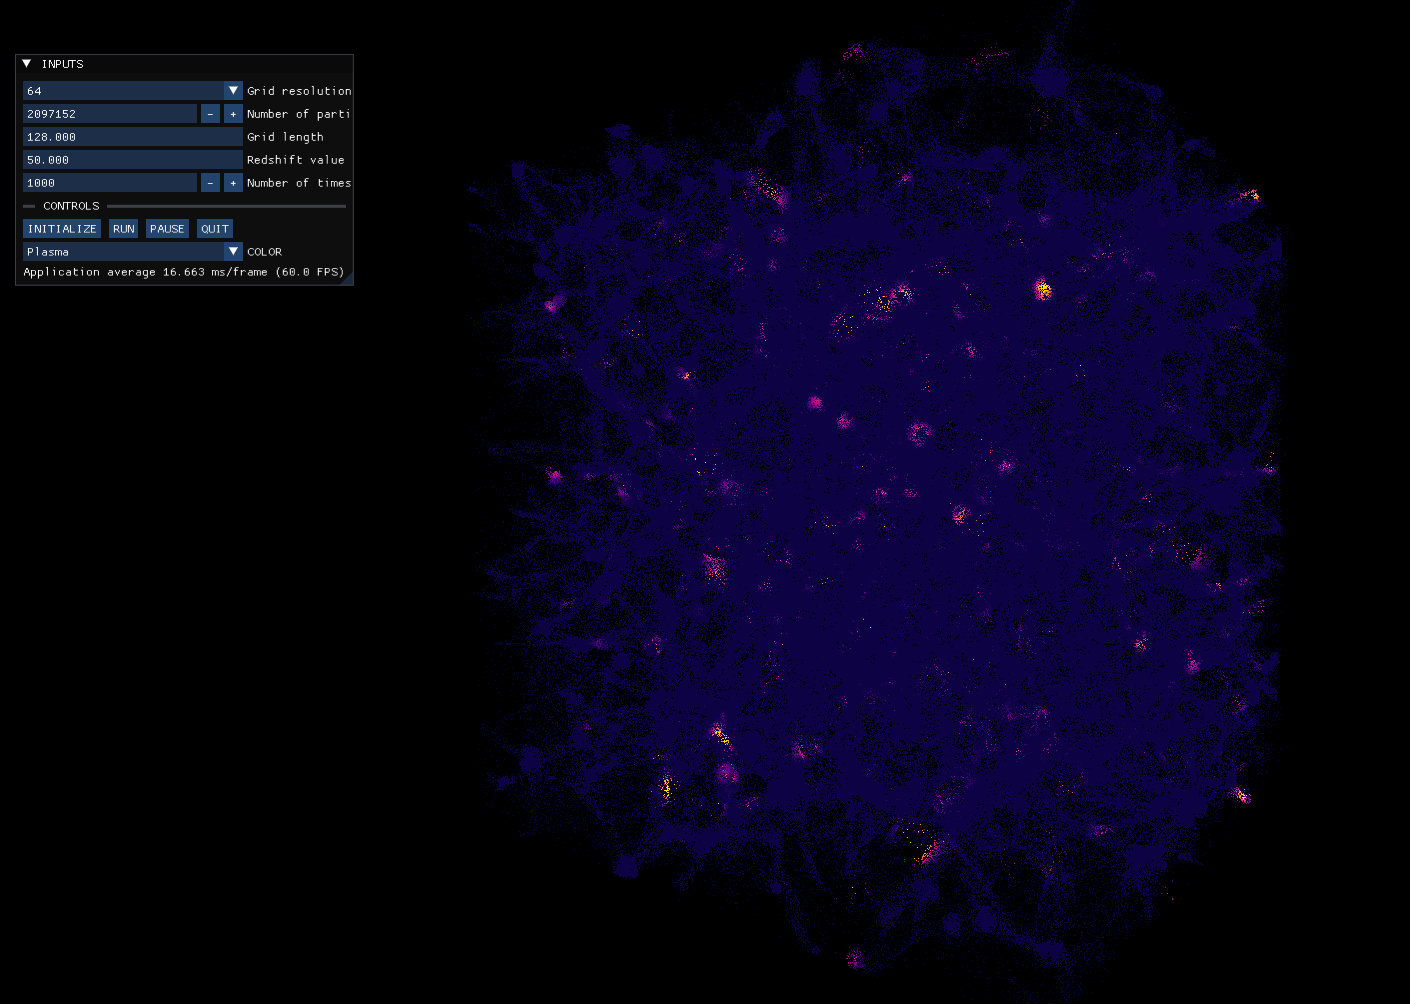 INPUTS
64 Grid resolution
2097152 - + Number of parti
128.000 Grid length
50.000 Redshift value
1000 - + Number of times
CONTROLS
INITIALIZE RUN PAUSE QUIT
Plasma COLOR
Application average 16.663 ms/frame (60.0 FPS)